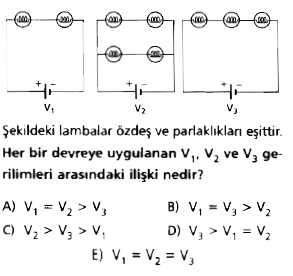 V₁ V₂ V₃
Şekildeki lambalar özdeş ve parlaklıkları eşittir.
Her bir devreye uygulanan V₁, V₂ ve V₃ ge-
rilimleri arasındaki ilişki nedir?
A) V₁ = V₂ > V₃ B) V₁ = V₃ > V₂
C) V₂ > V₃ > V₁ D) V₃ > V₁ = V₂
E) V₁ = V₂ = V₃